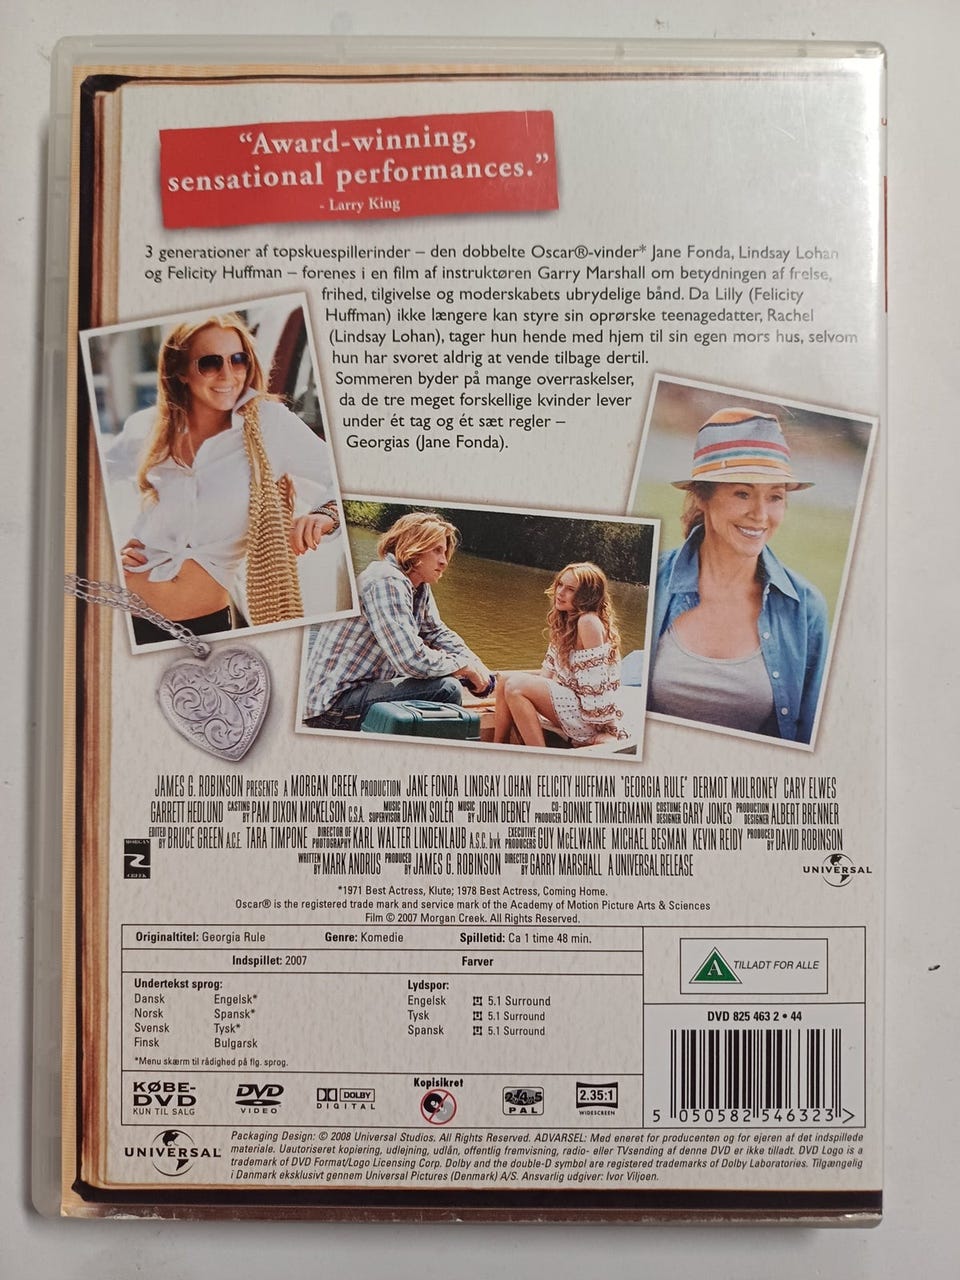 “Award-winning,
sensational performances.”
- Larry King
3 generationer af topskuespillerinder – den dobbelte Oscar®-vinder* Jane Fonda, Lindsay Lohan
og Felicity Huffman – forenes i en film af instruktøren Garry Marshall om betydningen af frelse,
frihed, tilgivelse og moderskabets ubrydelige bånd. Da Lilly (Felicity
Huffman) ikke længere kan styre sin oprørske teenagedatter, Rachel
(Lindsay Lohan), tager hun hende med hjem til sin egen mors hus, selvom
hun har svoret aldrig at vende tilbage dertil.
Sommeren byder på mange overraskelser,
da de tre meget forskellige kvinder lever
under ét tag og ét sæt regler –
Georgias (Jane Fonda).
JAMES G. ROBINSON PRESENTS A MORGAN CREEK PRODUCTION JANE FONDA LINDSAY LOHAN FELICITY HUFFMAN "GEORGIA RULE" DERMOT MULRONEY CARY ELWES
GARRETT HEDLUND CASTING BY PAM DIXON MICKELSON C.S.A. MUSIC SUPERVISOR DAWN SOLÉR MUSIC BY JOHN DEBNEY CO-PRODUCER BONNIE TIMMERMANN COSTUME DESIGNER GARY JONES PRODUCTION DESIGNER ALBERT BRENNER
EDITED BY BRUCE GREEN A.C.E. TARA TIMPONE DIRECTOR OF PHOTOGRAPHY KARL WALTER LINDENLAUB A.S.C. bvk EXECUTIVE PRODUCERS GUY McELWAINE MICHAEL BESMAN KEVIN REIDY PRODUCED BY DAVID ROBINSON
WRITTEN BY MARK ANDRUS PRODUCED BY JAMES G. ROBINSON DIRECTED BY GARRY MARSHALL A UNIVERSAL RELEASE
MORGAN CREEK
UNIVERSAL
*1971 Best Actress, Klute; 1978 Best Actress, Coming Home.
Oscar® is the registered trade mark and service mark of the Academy of Motion Picture Arts & Sciences
Film © 2007 Morgan Creek. All Rights Reserved.
Originaltitel: Georgia Rule Genre: Komedie Spilletid: Ca 1 time 48 min.
Indspillet: 2007 Farver
Undertekst sprog:
Dansk Engelsk*
Norsk Spansk*
Svensk Tysk*
Finsk Bulgarsk
*Menu skærm til rådighed på flg. sprog.
Lydspor:
Engelsk 5.1 Surround
Tysk 5.1 Surround
Spansk 5.1 Surround
A TILLADT FOR ALLE
DVD 825 463 2 • 44
5 050582 546323 >
KØBE-
DVD
KUN TIL SALG
DVD
VIDEO
DOLBY
DIGITAL
Kopisikret
2.4.5
PAL
2.35:1
WIDESCREEN
UNIVERSAL
Packaging Design: © 2008 Universal Studios. All Rights Reserved. ADVARSEL: Med eneret for producenten og for ejeren af det indspillede
materiale. Uautoriseret kopiering, udlejning, udlån, offentlig fremvisning, radio- eller TVsending af denne DVD er ikke tilladt. DVD Logo is a
trademark of DVD Format/Logo Licensing Corp. Dolby and the double-D symbol are registered trademarks of Dolby Laboratories. Tilgængelig
i Danmark eksklusivt gennem Universal Pictures (Denmark) A/S. Ansvarlig udgiver: Ivor Viljoen.